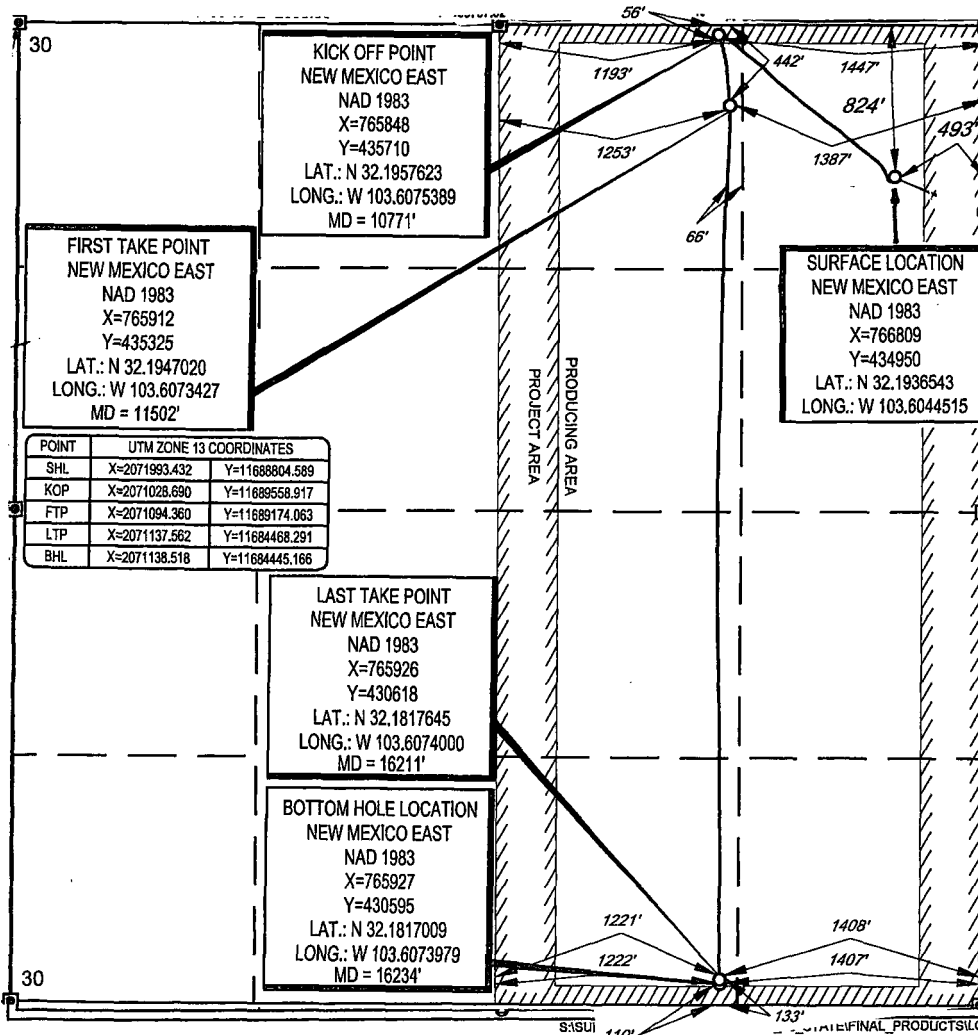 30
56'
KICK OFF POINT
NEW MEXICO EAST
NAD 1983
X=765848
Y=435710
LAT.: N 32.1957623
LONG.: W 103.6075389
MD = 10771'
1193'
442'
1447'
824'
493'
1253'
1387'
66'
FIRST TAKE POINT
NEW MEXICO EAST
NAD 1983
X=765912
Y=435325
LAT.: N 32.1947020
LONG.: W 103.6073427
MD = 11502'
SURFACE LOCATION
NEW MEXICO EAST
NAD 1983
X=766809
Y=434950
LAT.: N 32.1936543
LONG.: W 103.6044515
PRODUCING AREA
PROJECT AREA
POINT UTM ZONE 13 COORDINATES
SHL X=2071993.432 Y=11688804.589
KOP X=2071028.690 Y=11689558.917
FTP X=2071094.360 Y=11689174.063
LTP X=2071137.562 Y=11684468.291
BHL X=2071138.518 Y=11684445.166
LAST TAKE POINT
NEW MEXICO EAST
NAD 1983
X=765926
Y=430618
LAT.: N 32.1817645
LONG.: W 103.6074000
MD = 16211'
BOTTOM HOLE LOCATION
NEW MEXICO EAST
NAD 1983
X=765927
Y=430595
LAT.: N 32.1817009
LONG.: W 103.6073979
MD = 16234'
1221'
1408'
1222'
1407'
30
133'
110'